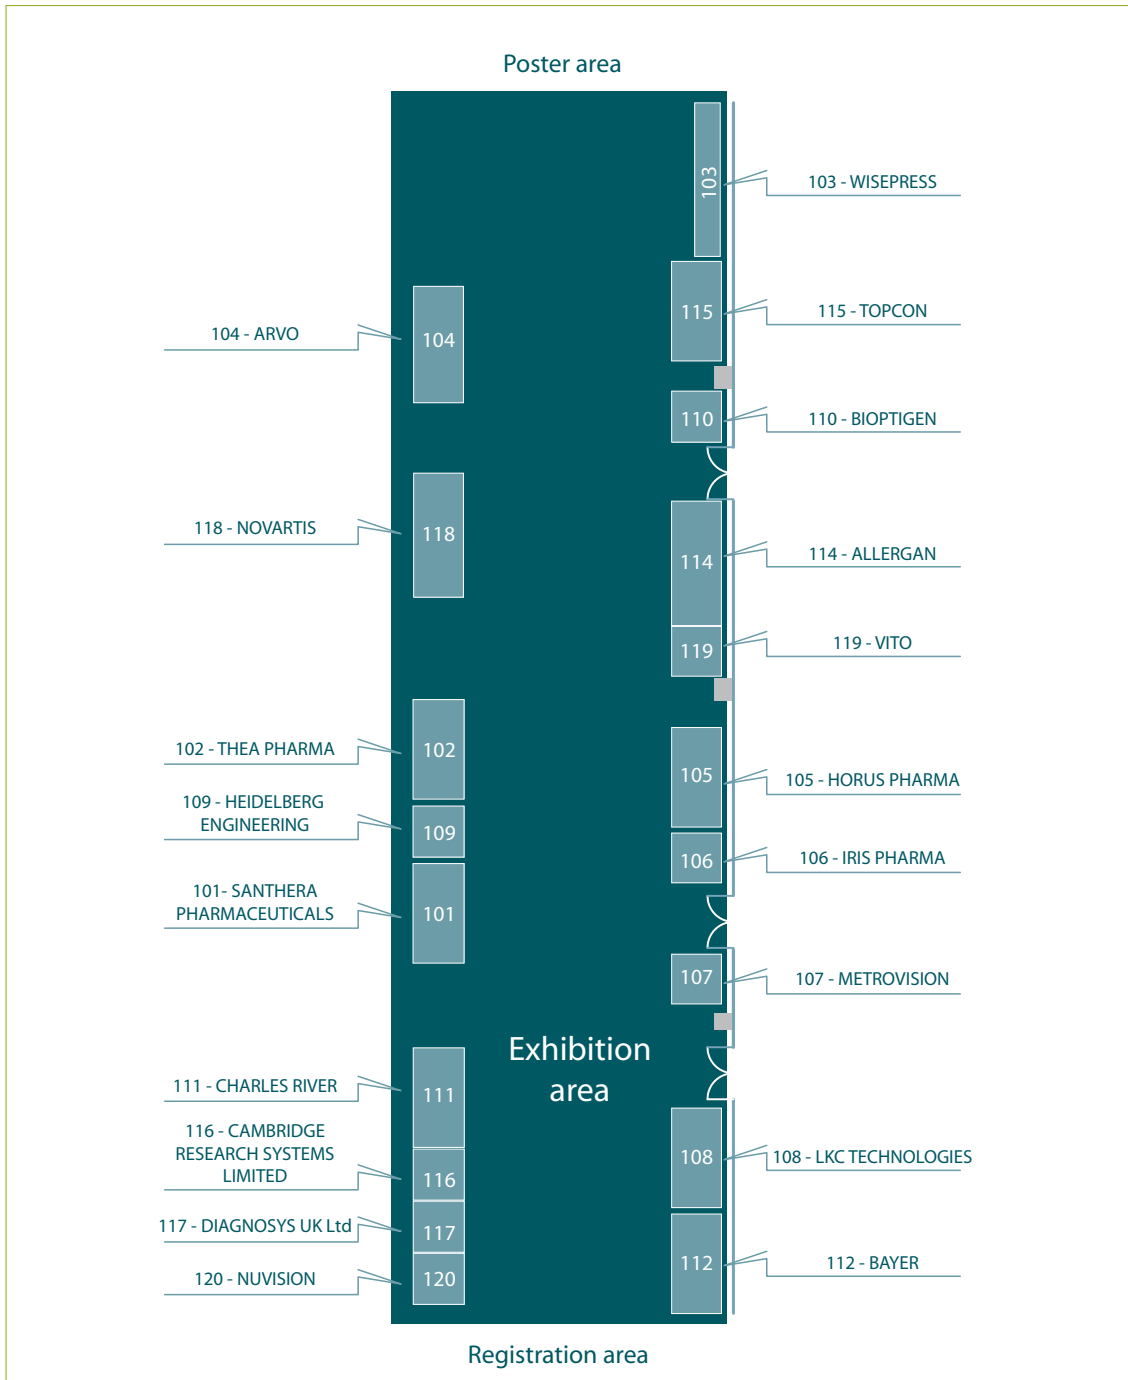 Poster area
103
103 - WISEPRESS
115
115 - TOPCON
104 - ARVO
104
110
110 - BIOPTIGEN
118 - NOVARTIS
118
114
114 - ALLERGAN
119
119 - VITO
102 - THEA PHARMA
102
105
105 - HORUS PHARMA
109 - HEIDELBERG
ENGINEERING
109
106
106 - IRIS PHARMA
101- SANTHERA
PHARMACEUTICALS
101
107
107 - METROVISION
Exhibition
area
111 - CHARLES RIVER
111
116 - CAMBRIDGE
RESEARCH SYSTEMS
LIMITED
116
108
108 - LKC TECHNOLOGIES
117 - DIAGNOSYS UK Ltd
117
120 - NUVISION
120
112
112 - BAYER
Registration area